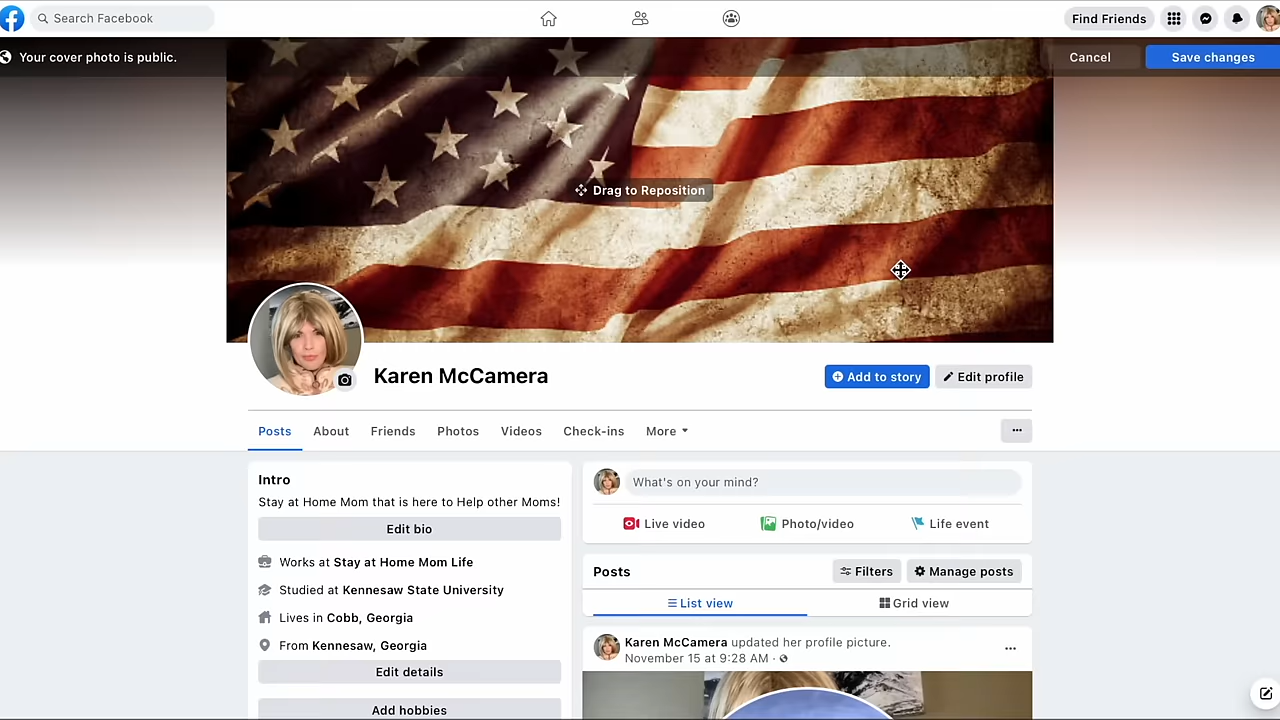 Search Facebook
Find Friends
Your cover photo is public.
Cancel
Save changes
Drag to Reposition
Karen McCamera
Add to story
Edit profile
Posts
About
Friends
Photos
Videos
Check-ins
More
Intro
Stay at Home Mom that is here to Help other Moms!
Edit bio
Works at Stay at Home Mom Life
Studied at Kennesaw State University
Lives in Cobb, Georgia
From Kennesaw, Georgia
Edit details
Add hobbies
What's on your mind?
Live video
Photo/video
Life event
Posts
Filters
Manage posts
List view
Grid view
Karen McCamera updated her profile picture.
November 15 at 9:28 AM ·